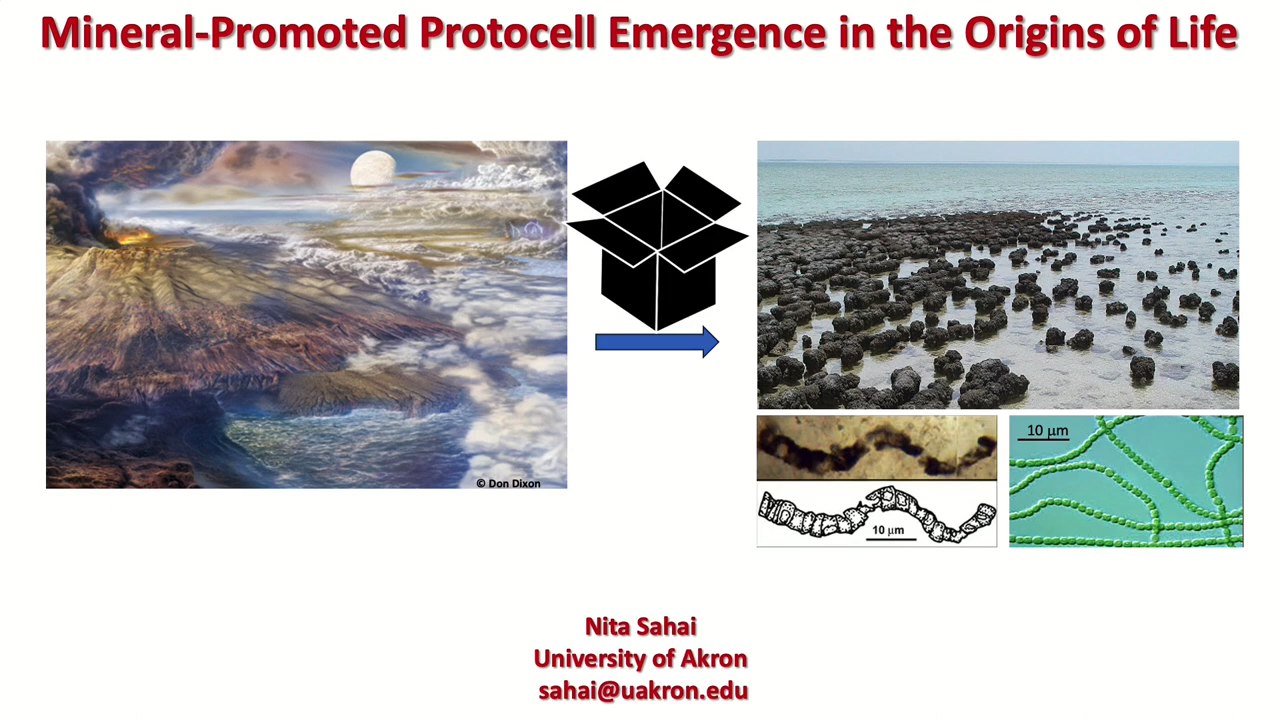 Mineral-Promoted Protocell Emergence in the Origins of Life
© Don Dixon
10 μm
10 μm
Nita Sahai
University of Akron
sahai@uakron.edu